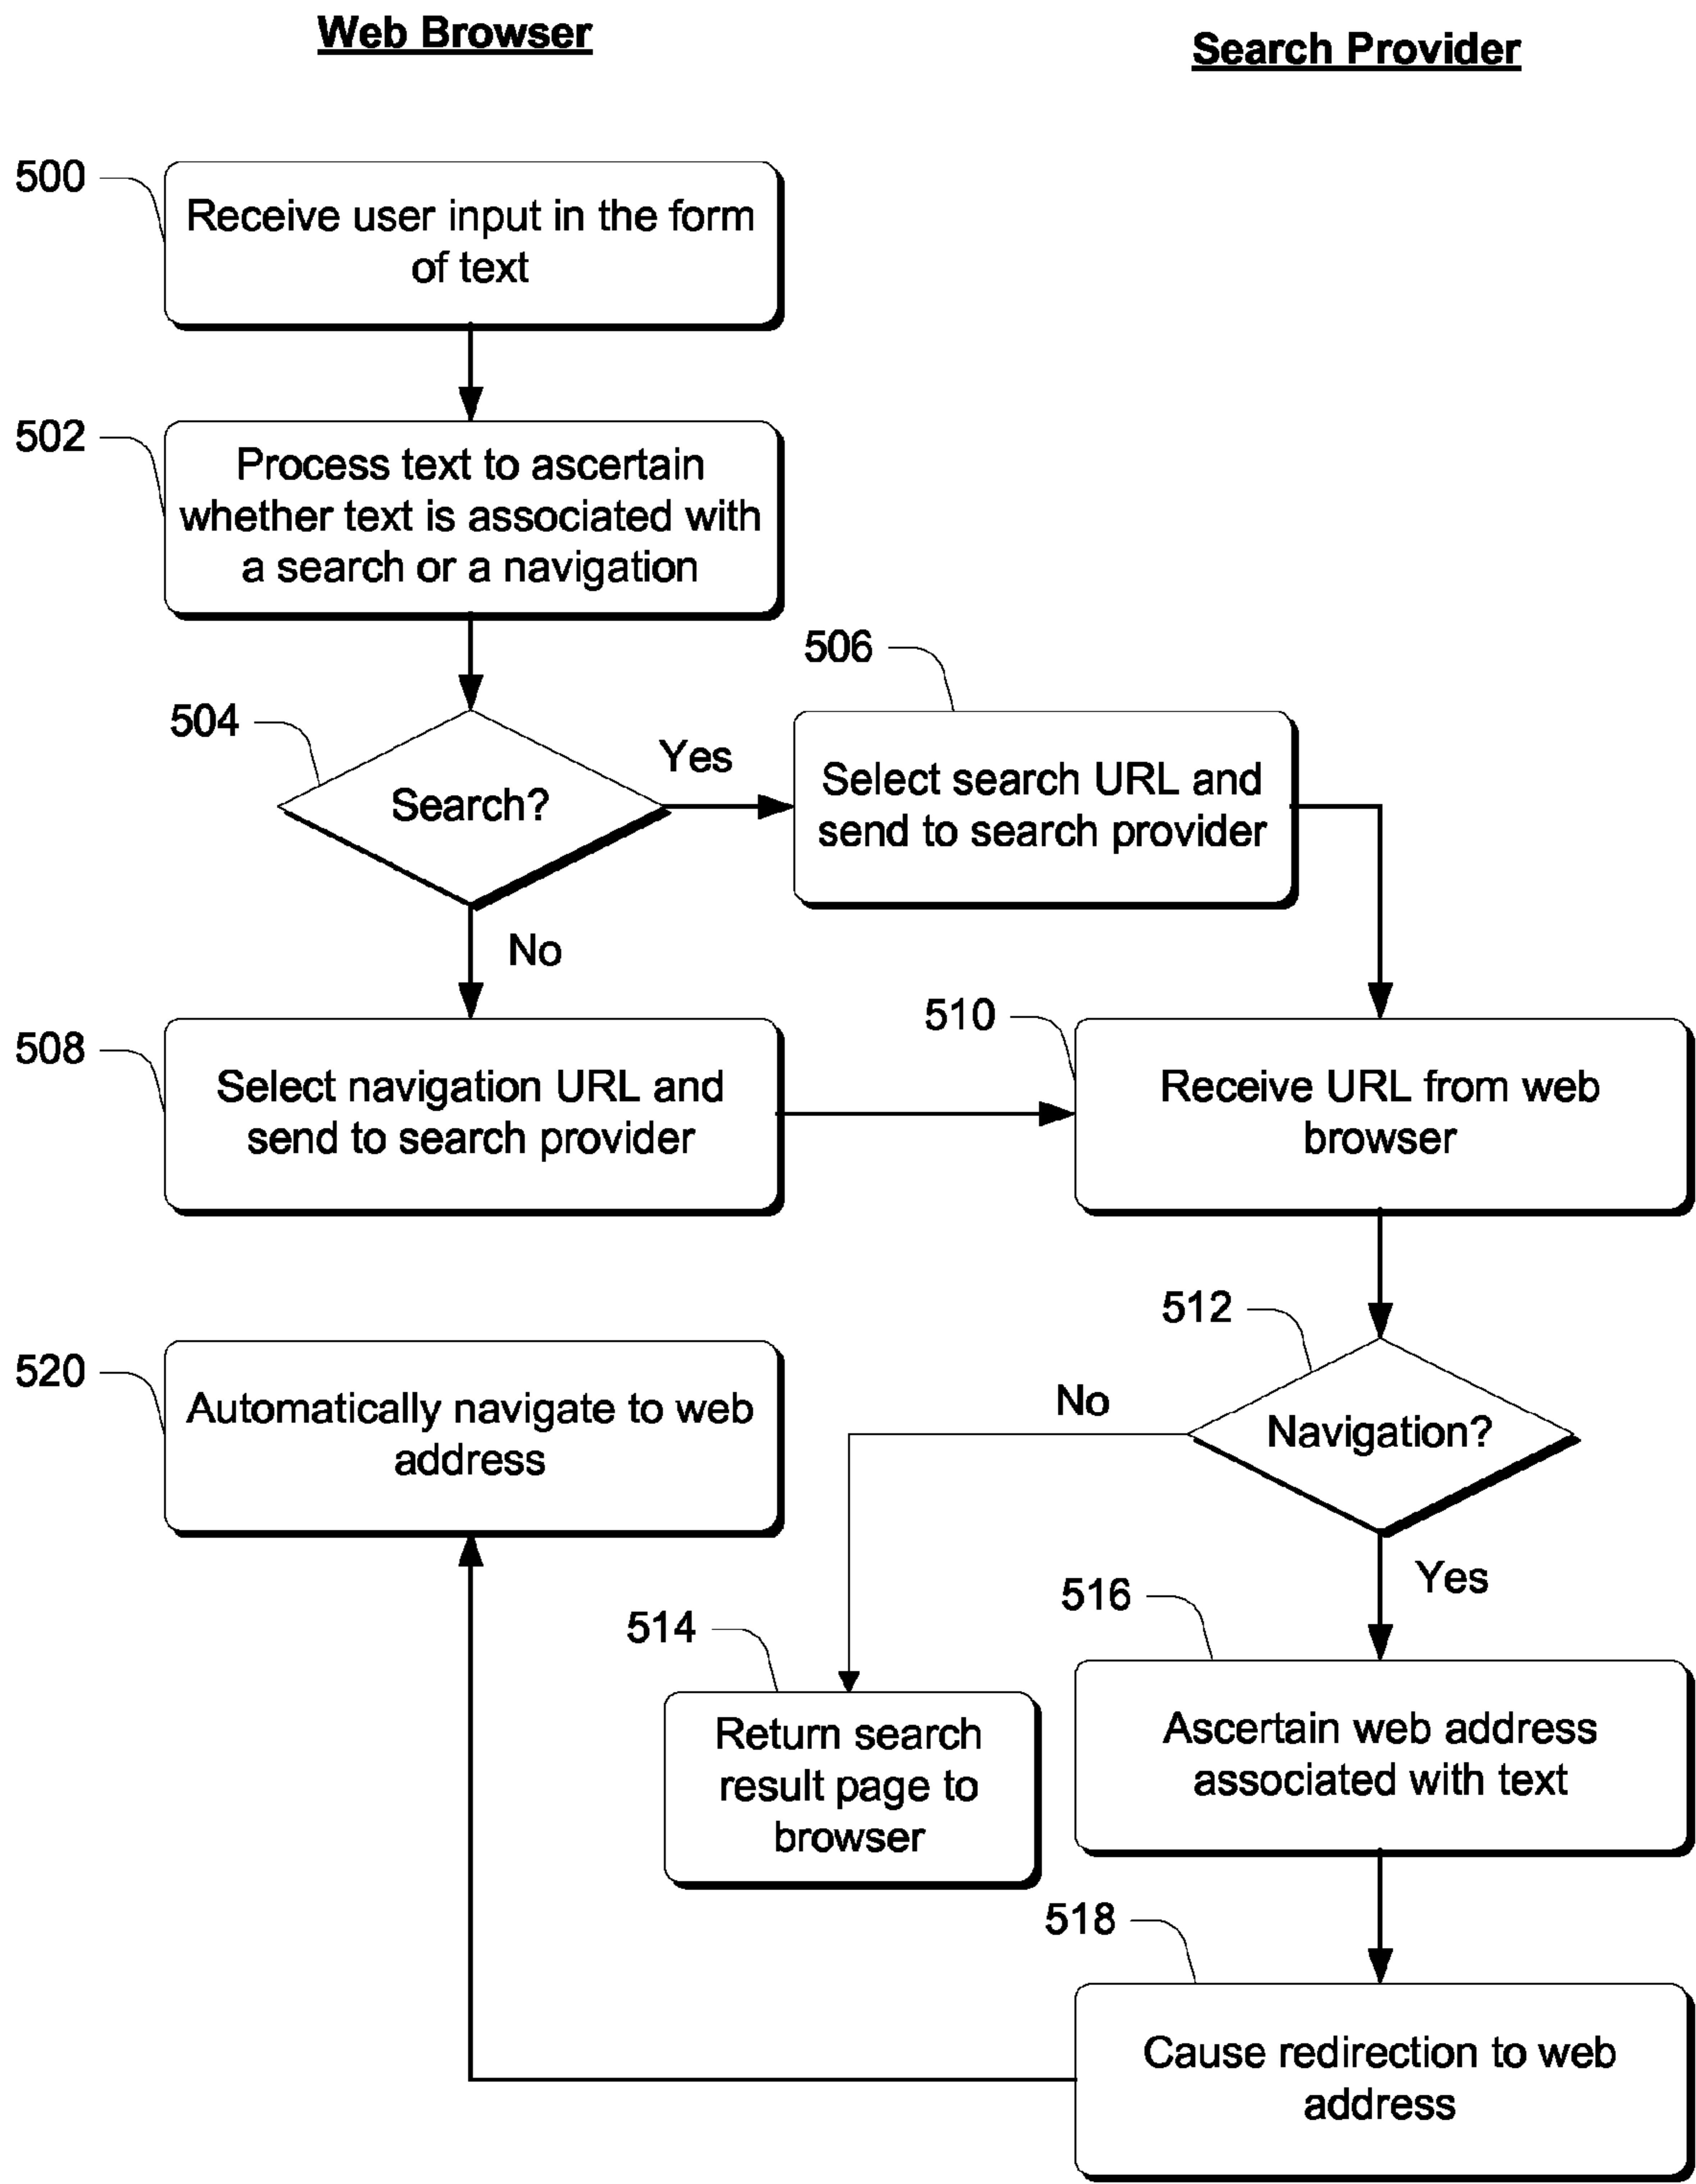 Web Browser
Search Provider
500
Receive user input in the form
of text
502
Process text to ascertain
whether text is associated with
a search or a navigation
504
Search?
Yes
506
Select search URL and
send to search provider
No
508
Select navigation URL and
send to search provider
510
Receive URL from web
browser
512
Navigation?
No
Yes
514
Return search
result page to
browser
516
Ascertain web address
associated with text
518
Cause redirection to web
address
520
Automatically navigate to web
address